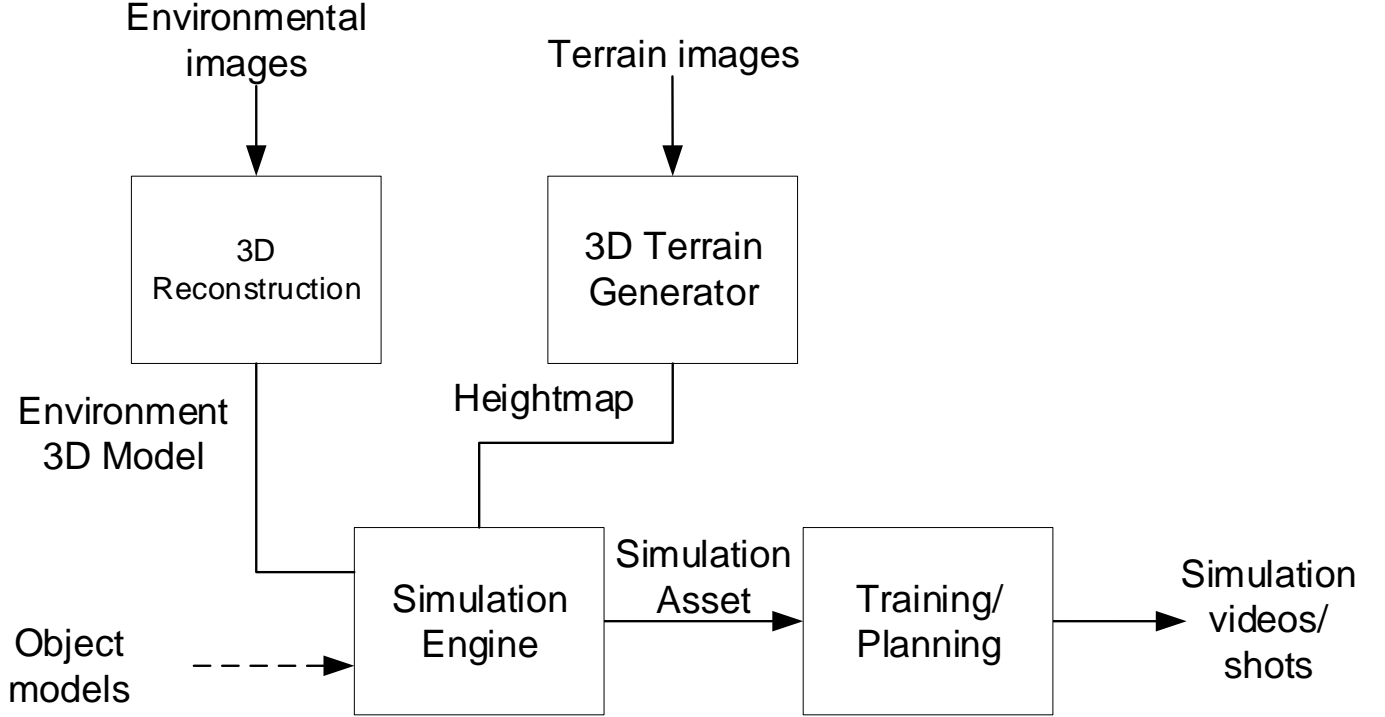 Environmental
images
Terrain images
3D
Reconstruction
3D Terrain
Generator
Environment
3D Model
Heightmap
Simulation
Engine
Simulation
Asset
Training/
Planning
Simulation
videos/
shots
Object
models